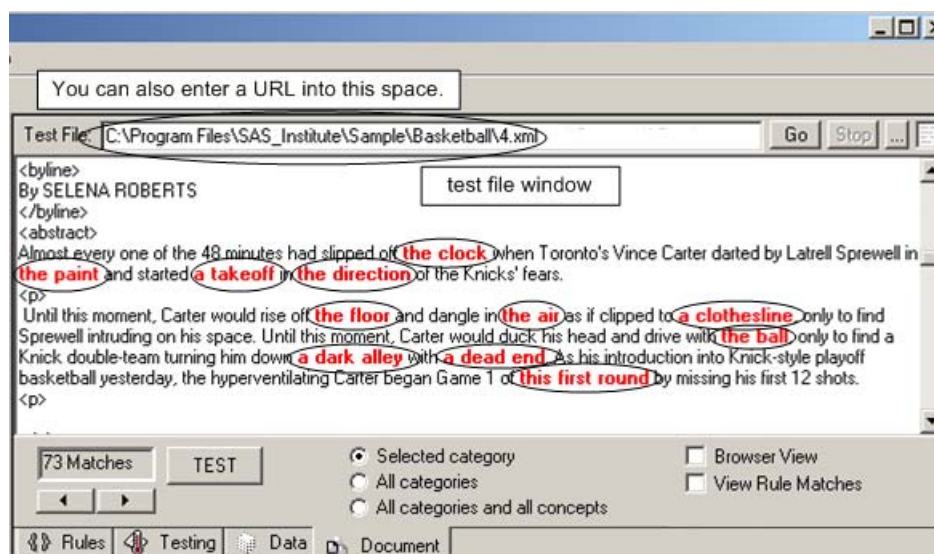 You can also enter a URL into this space.
Test File: C:\Program Files\SAS_Institute\Sample\Basketball\4.xml Go Stop ...
<byline>
test file window
By SELENA ROBERTS
</byline>
<abstract>
Almost every one of the 48 minutes had slipped off the clock when Toronto's Vince Carter darted by Latrell Sprewell in
the paint and started a takeoff in the direction of the Knicks' fears.
<p>
Until this moment, Carter would rise off the floor and dangle in the air as if clipped to a clothesline only to find
Sprewell intruding on his space. Until this moment, Carter would duck his head and drive with the ball only to find a
Knick double-team turning him down a dark alley with a dead end. As his introduction into Knick-style playoff
basketball yesterday, the hyperventilating Carter began Game 1 of this first round by missing his first 12 shots.
<p>
73 Matches TEST
Selected category
All categories
All categories and all concepts
Browser View
View Rule Matches
Rules Testing Data Document